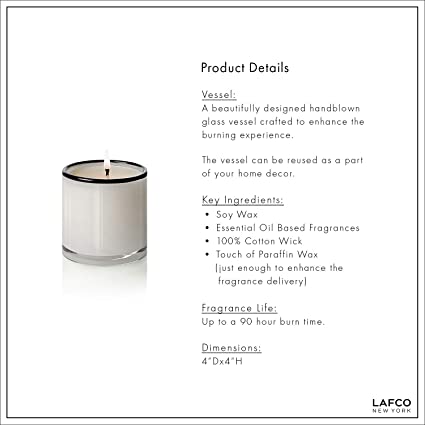 Product Details
Vessel:
A beautifully designed handblown
glass vessel crafted to enhance the
burning experience.
The vessel can be reused as a part
of your home decor.
Key Ingredients:
• Soy Wax
• Essential Oil Based Fragrances
• 100% Cotton Wick
• Touch of Paraffin Wax
(just enough to enhance the
fragrance delivery)
Fragrance Life:
Up to a 90 hour burn time.
Dimensions:
4"Dx4"H
LAFCO
NEW YORK